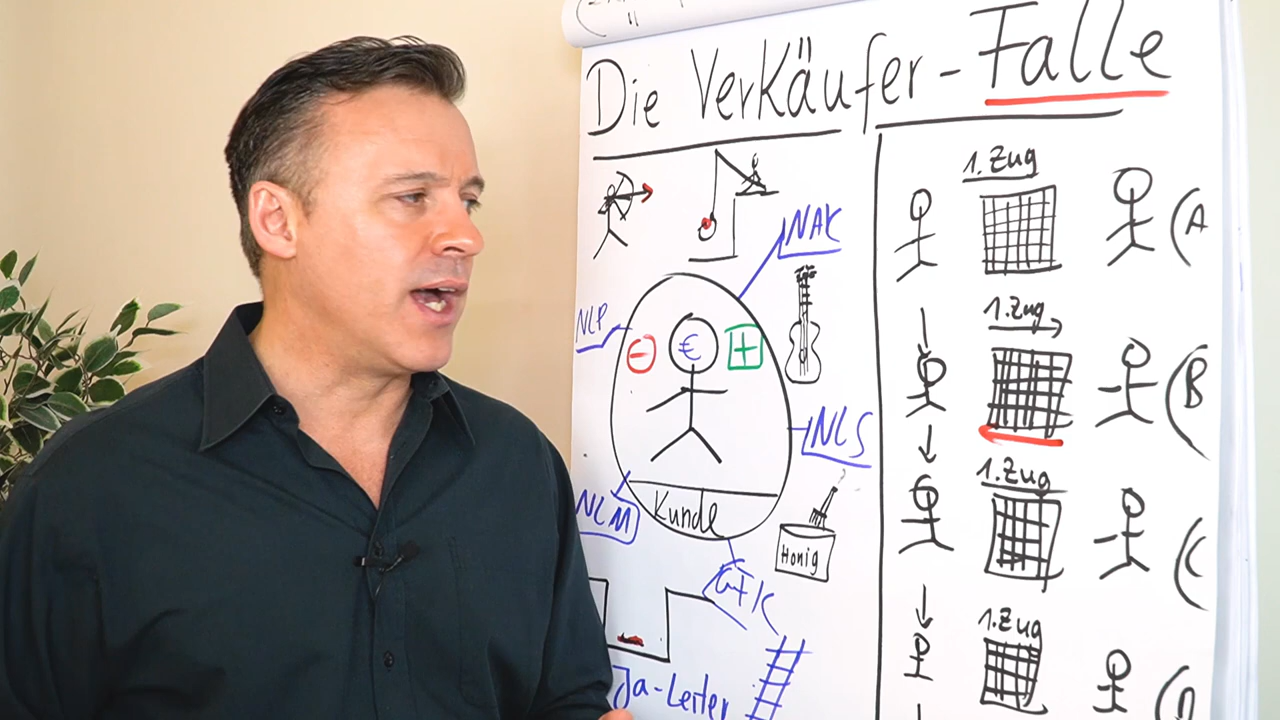 Die Verkäufer-Falle
NAK
NLP
-
€
+
NLS
NLM
Kunde
Honig
GFK
Ja-Leiter
1. Zug
A
1. Zug
B
1. Zug
C
1. Zug
D